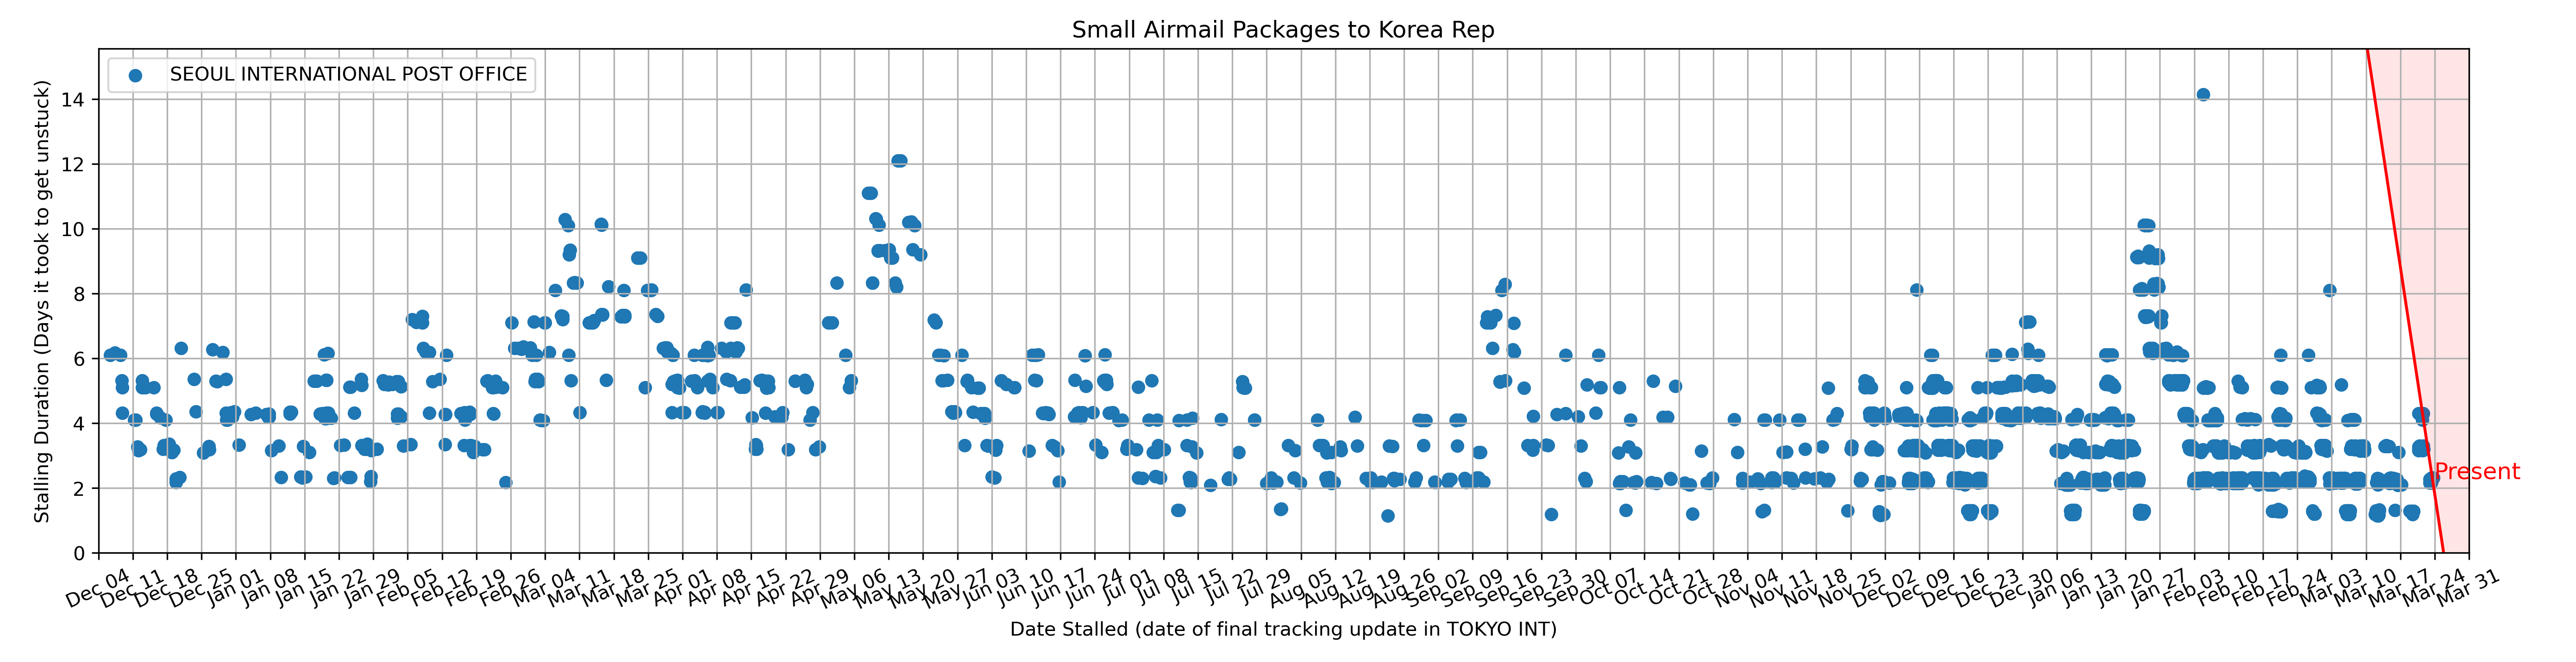 Small Airmail Packages to Korea Rep
SEOUL INTERNATIONAL POST OFFICE
Stalling Duration (Days it took to get unstuck)
14
12
10
8
6
4
2
0
Present
Dec 04
Dec 11
Dec 18
Dec 25
Jan 01
Jan 08
Jan 15
Jan 22
Jan 29
Feb 05
Feb 12
Feb 19
Feb 26
Mar 04
Mar 11
Mar 18
Mar 25
Apr 01
Apr 08
Apr 15
Apr 22
Apr 29
May 06
May 13
May 20
May 27
Jun 03
Jun 10
Jun 17
Jun 24
Jul 01
Jul 08
Jul 15
Jul 22
Jul 29
Aug 05
Aug 12
Aug 19
Aug 26
Sep 02
Sep 09
Sep 16
Sep 23
Sep 30
Oct 07
Oct 14
Oct 21
Oct 28
Nov 04
Nov 11
Nov 18
Nov 25
Dec 02
Dec 09
Dec 16
Dec 23
Dec 30
Jan 06
Jan 13
Jan 20
Jan 27
Feb 03
Feb 10
Feb 17
Feb 24
Mar 03
Mar 10
Mar 17
Mar 24
Mar 31
Date Stalled (date of final tracking update in TOKYO INT)